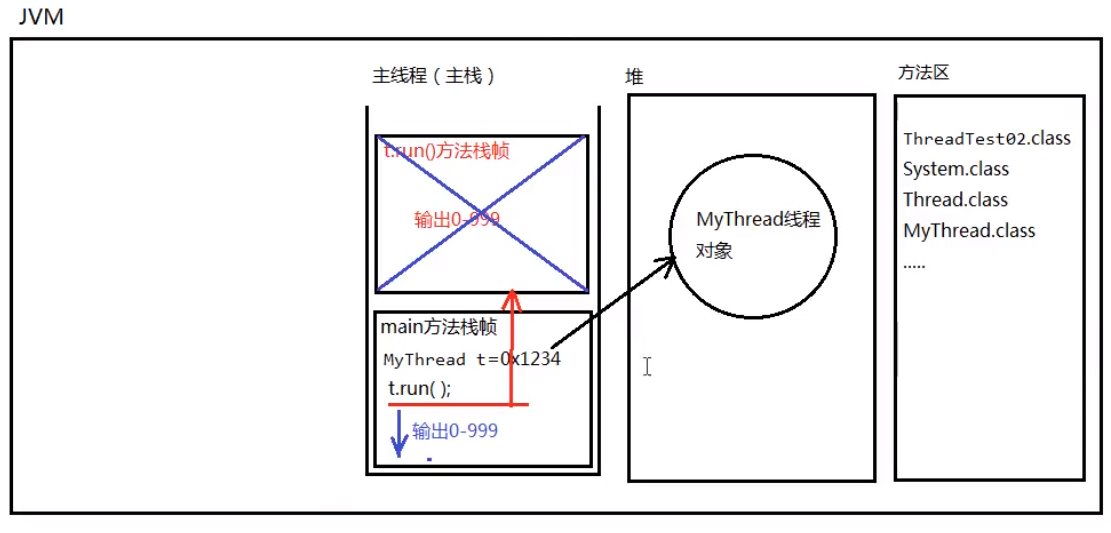 JVM
主线程（主栈）
t.run()方法栈帧
输出0-999
main方法栈帧
MyThread t=0x1234
t.run( );
输出0-999
堆
MyThread线程
对象
方法区
ThreadTest02.class
System.class
Thread.class
MyThread.class
.....